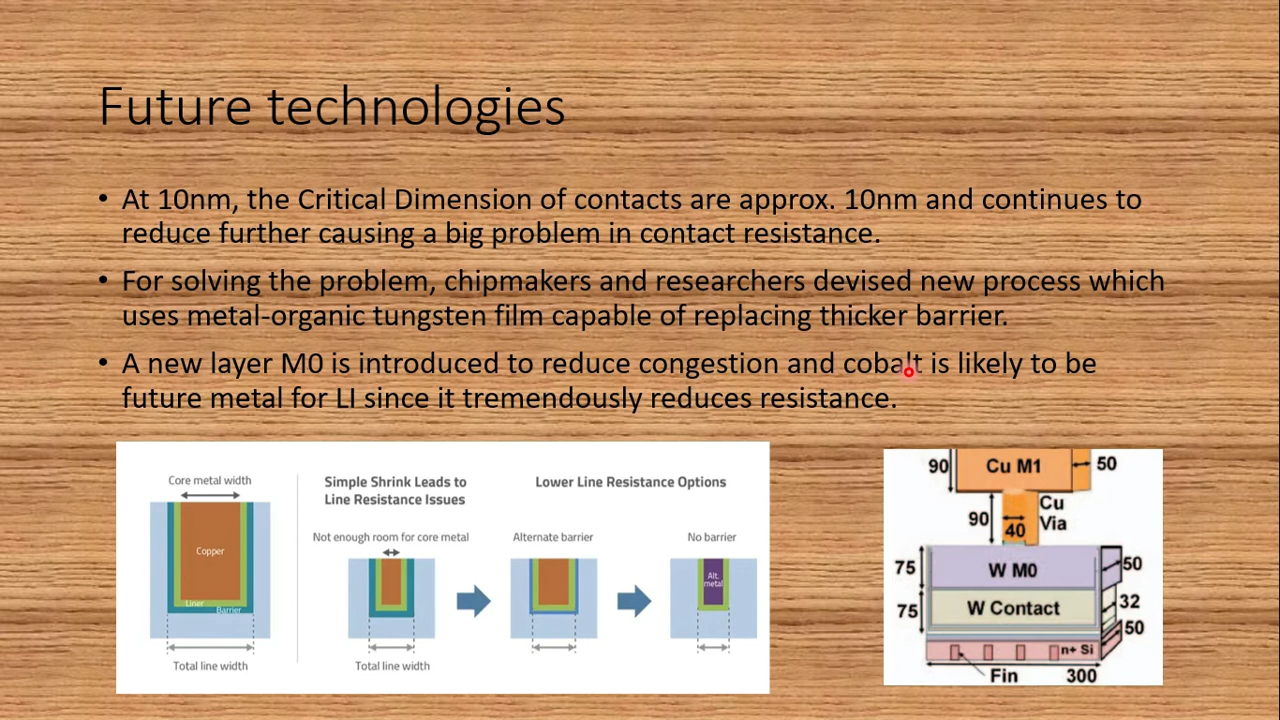 Future technologies
• At 10nm, the Critical Dimension of contacts are approx. 10nm and continues to
reduce further causing a big problem in contact resistance.
• For solving the problem, chipmakers and researchers devised new process which
uses metal-organic tungsten film capable of replacing thicker barrier.
• A new layer M0 is introduced to reduce congestion and cobalt is likely to be
future metal for LI since it tremendously reduces resistance.
Core metal width
Copper
Liner
Barrier
Total line width
Simple Shrink Leads to
Line Resistance Issues
Not enough room for core metal
Total line width
Lower Line Resistance Options
Alternate barrier
No barrier
Alt.
metal
90
Cu M1
50
90
40
Cu
Via
75
W M0
50
75
W Contact
32
50
n+ Si
Fin
300